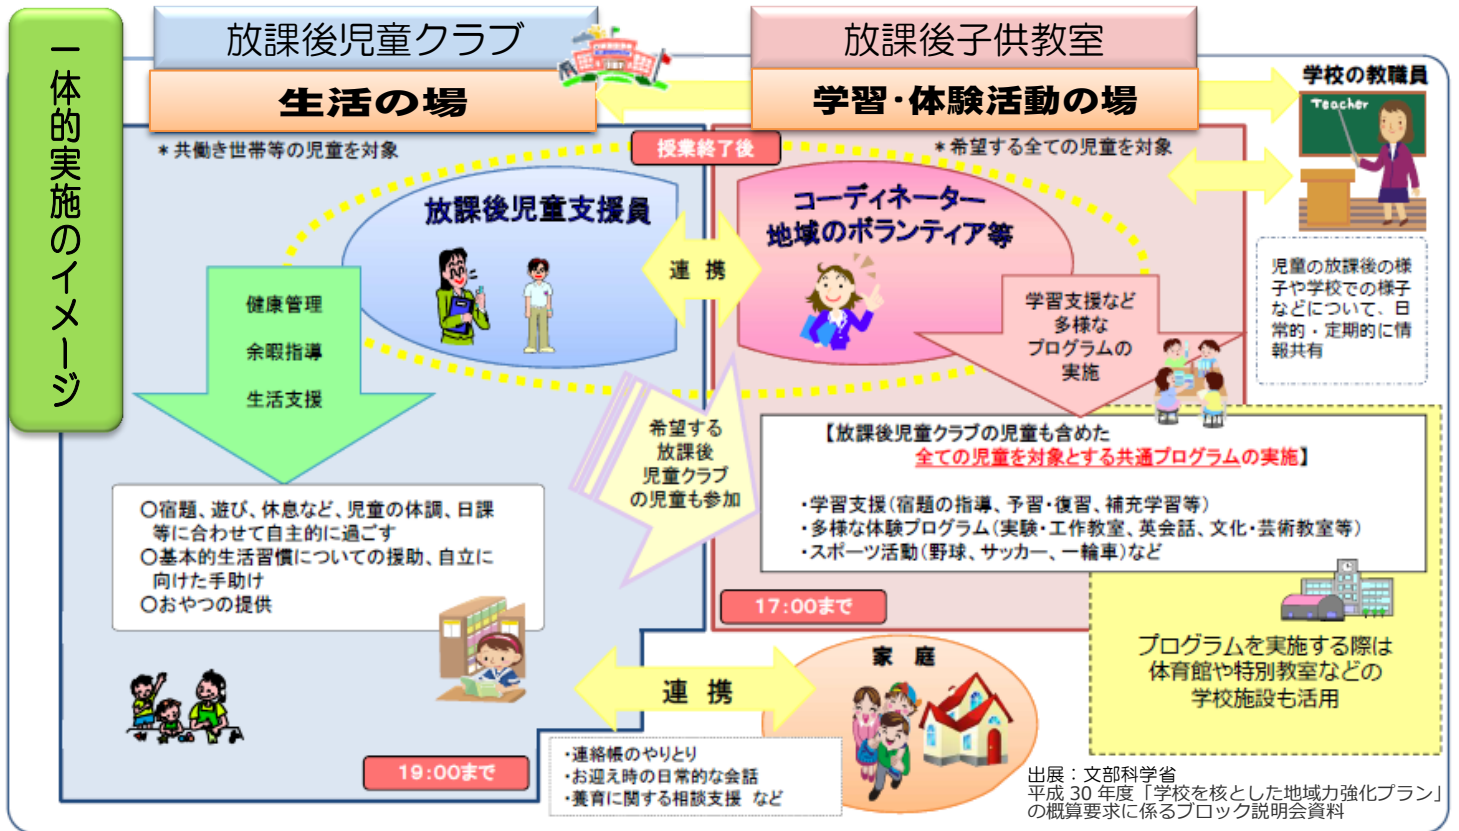 一体的実施のイメージ
放課後児童クラブ
生活の場
放課後子供教室
学習・体験活動の場
学校の教職員
Teacher
＊共働き世帯等の児童を対象
授業終了後
＊希望する全ての児童を対象
放課後児童支援員
連 携
コーディネーター
地域のボランティア等
児童の放課後の様
子や学校での様子
などについて、日
常的・定期的に情
報共有
健康管理
余暇指導
生活支援
学習支援など
多様な
プログラムの
実施
希望する
放課後
児童クラブ
の児童も参加
【放課後児童クラブの児童も含めた
全ての児童を対象とする共通プログラムの実施】
・学習支援（宿題の指導、予習・復習、補充学習等）
・多様な体験プログラム（実験・工作教室、英会話、文化・芸術教室等）
・スポーツ活動（野球、サッカー、一輪車）など
○宿題、遊び、休息など、児童の体調、日課
等に合わせて自主的に過ごす
○基本的生活習慣についての援助、自立に
向けた手助け
○おやつの提供
17:00まで
プログラムを実施する際は
体育館や特別教室などの
学校施設も活用
家 庭
連 携
19:00まで
・連絡帳のやりとり
・お迎え時の日常的な会話
・養育に関する相談支援 など
出展：文部科学省
平成 30 年度「学校を核とした地域力強化プラン」
の概算要求に係るブロック説明会資料